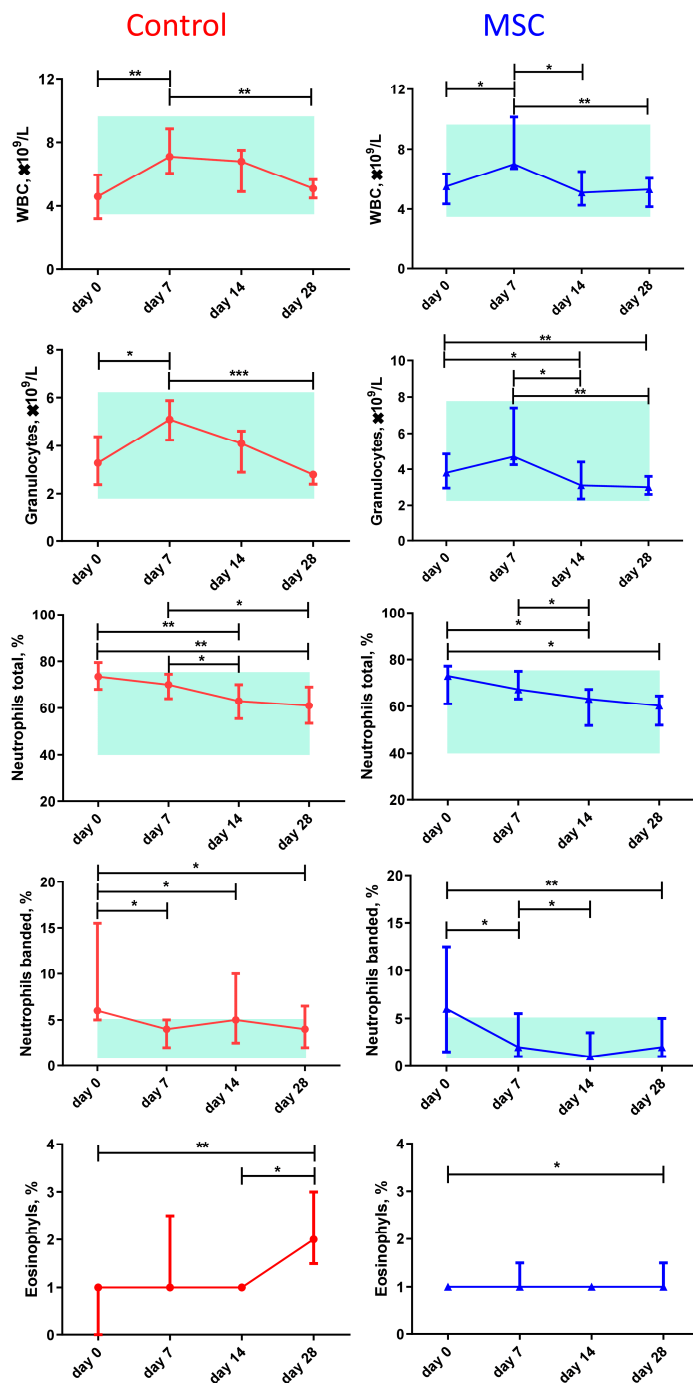 Control
MSC
WBC, ✖10⁹/L
12
8
4
0
**
**
day 0
day 7
day 14
day 28
WBC, ✖10⁹/L
12
8
4
0
*
*
**
day 0
day 7
day 14
day 28
Granulocytes, ✖10⁹/L
8
6
4
2
0
*
***
day 0
day 7
day 14
day 28
Granulocytes, ✖10⁹/L
10
8
6
4
2
0
**
*
*
**
day 0
day 7
day 14
day 28
Neutrophils total, %
100
80
60
40
20
*
**
**
*
day 0
day 7
day 14
day 28
Neutrophils total, %
100
80
60
40
20
*
*
*
day 0
day 7
day 14
day 28
Neutrophils banded, %
20
15
10
5
0
*
*
*
day 0
day 7
day 14
day 28
Neutrophils banded, %
20
15
10
5
0
**
*
*
day 0
day 7
day 14
day 28
Eosinophyls, %
4
3
2
1
0
**
*
day 0
day 7
day 14
day 28
Eosinophyls, %
4
3
2
1
0
*
day 0
day 7
day 14
day 28